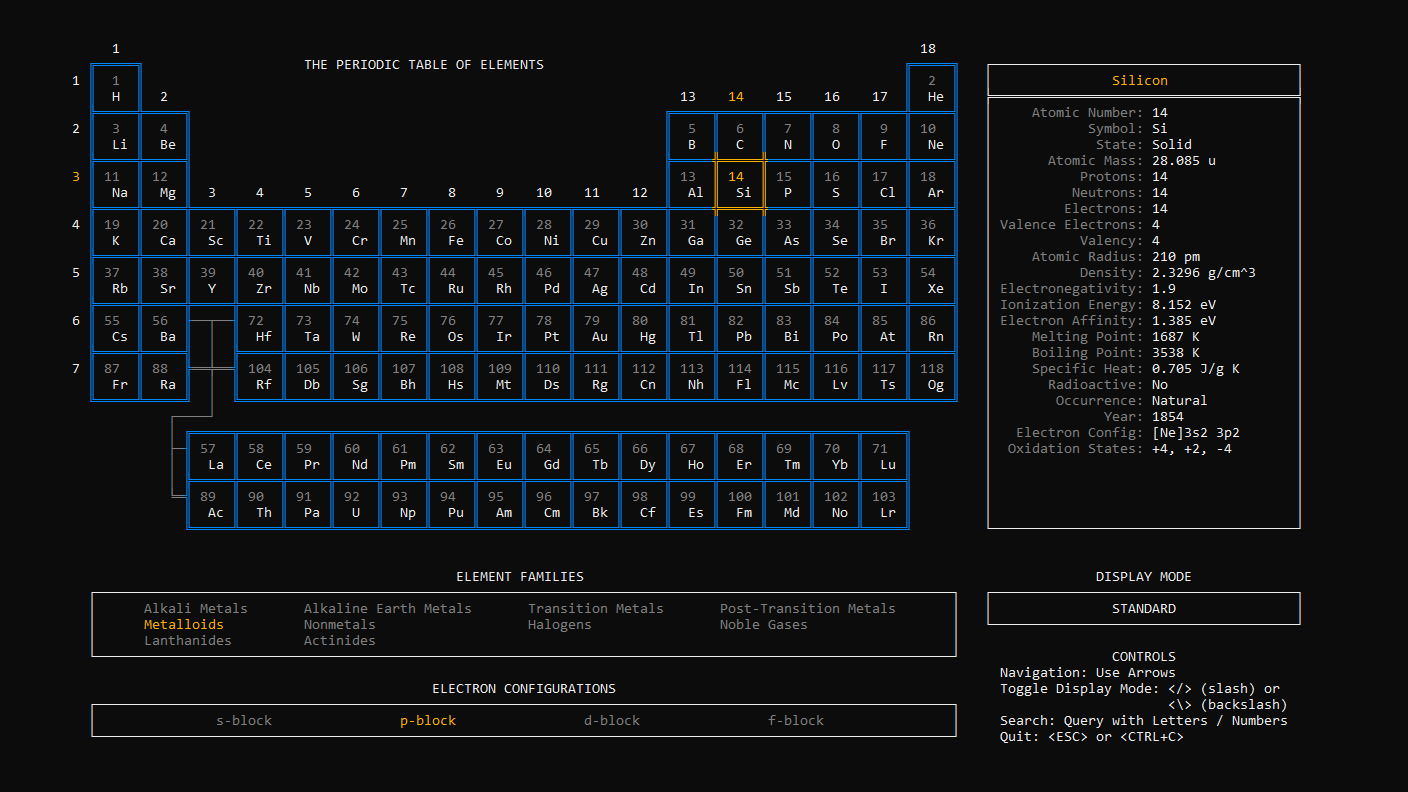 1 18
THE PERIODIC TABLE OF ELEMENTS
1 1 2
H 2 13 14 15 16 17 He
2 3 4 5 6 7 8 9 10
Li Be B C N O F Ne
3 11 12 13 14 15 16 17 18
Na Mg 3 4 5 6 7 8 9 10 11 12 Al Si P S Cl Ar
4 19 20 21 22 23 24 25 26 27 28 29 30 31 32 33 34 35 36
K Ca Sc Ti V Cr Mn Fe Co Ni Cu Zn Ga Ge As Se Br Kr
5 37 38 39 40 41 42 43 44 45 46 47 48 49 50 51 52 53 54
Rb Sr Y Zr Nb Mo Tc Ru Rh Pd Ag Cd In Sn Sb Te I Xe
6 55 56 72 73 74 75 76 77 78 79 80 81 82 83 84 85 86
Cs Ba Hf Ta W Re Os Ir Pt Au Hg Tl Pb Bi Po At Rn
7 87 88 104 105 106 107 108 109 110 111 112 113 114 115 116 117 118
Fr Ra Rf Db Sg Bh Hs Mt Ds Rg Cn Nh Fl Mc Lv Ts Og
57 58 59 60 61 62 63 64 65 66 67 68 69 70 71
La Ce Pr Nd Pm Sm Eu Gd Tb Dy Ho Er Tm Yb Lu
89 90 91 92 93 94 95 96 97 98 99 100 101 102 103
Ac Th Pa U Np Pu Am Cm Bk Cf Es Fm Md No Lr
Silicon
Atomic Number: 14
Symbol: Si
State: Solid
Atomic Mass: 28.085 u
Protons: 14
Neutrons: 14
Electrons: 14
Valence Electrons: 4
Valency: 4
Atomic Radius: 210 pm
Density: 2.3296 g/cm^3
Electronegativity: 1.9
Ionization Energy: 8.152 eV
Electron Affinity: 1.385 eV
Melting Point: 1687 K
Boiling Point: 3538 K
Specific Heat: 0.705 J/g K
Radioactive: No
Occurrence: Natural
Year: 1854
Electron Config: [Ne]3s2 3p2
Oxidation States: +4, +2, -4
ELEMENT FAMILIES
Alkali Metals Alkaline Earth Metals Transition Metals Post-Transition Metals
Metalloids Nonmetals Halogens Noble Gases
Lanthanides Actinides
ELECTRON CONFIGURATIONS
s-block p-block d-block f-block
DISPLAY MODE
STANDARD
CONTROLS
Navigation: Use Arrows
Toggle Display Mode: </> (slash) or
<\> (backslash)
Search: Query with Letters / Numbers
Quit: <ESC> or <CTRL+C>